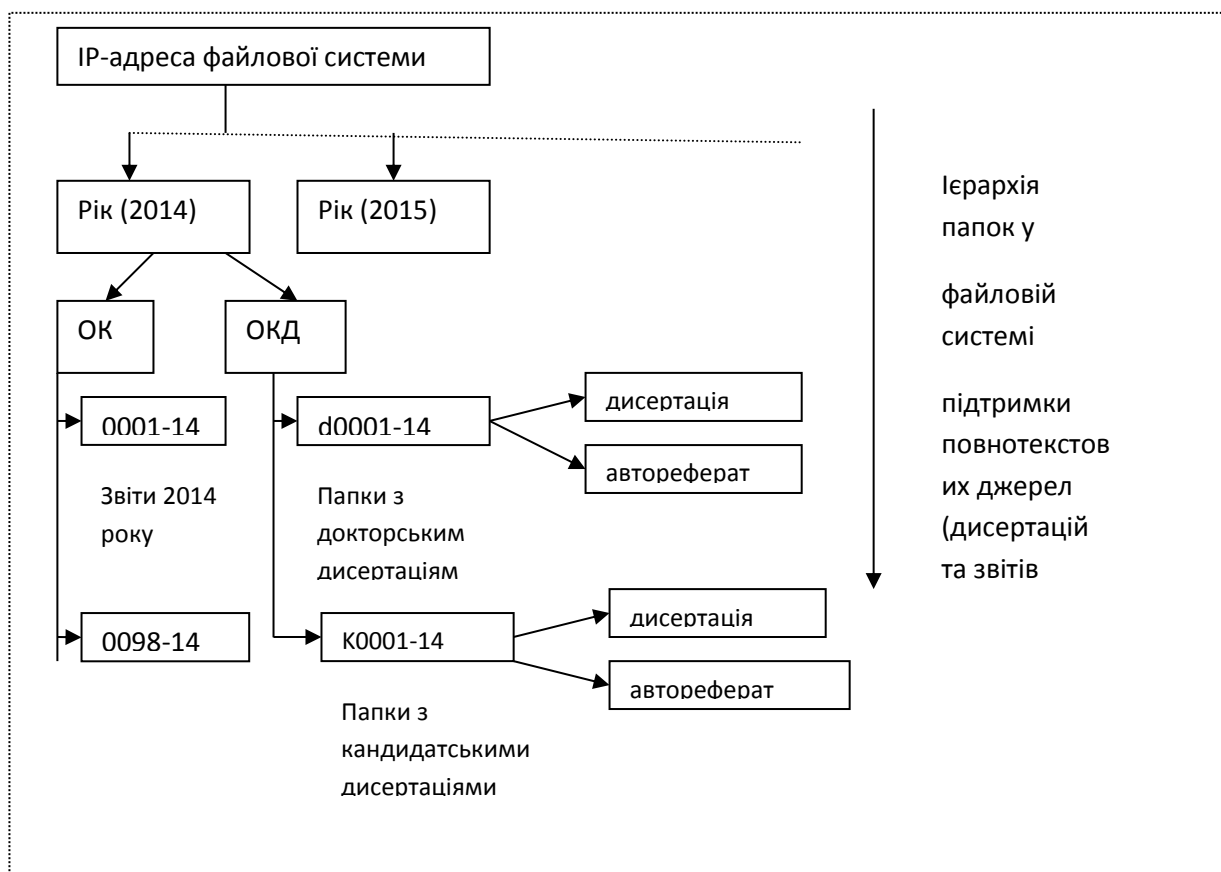 ІР-адреса файлової системи
Рік (2014)
Рік (2015)
ОК
ОКД
0001-14
Звіти 2014
року
0098-14
d0001-14
Папки з
докторським
дисертаціям
K0001-14
Папки з
кандидатськими
дисертаціями
дисертація
автореферат
дисертація
автореферат
Ієрархія
папок у
файловій
системі
підтримки
повнотекстов
их джерел
(дисертацій
та звітів